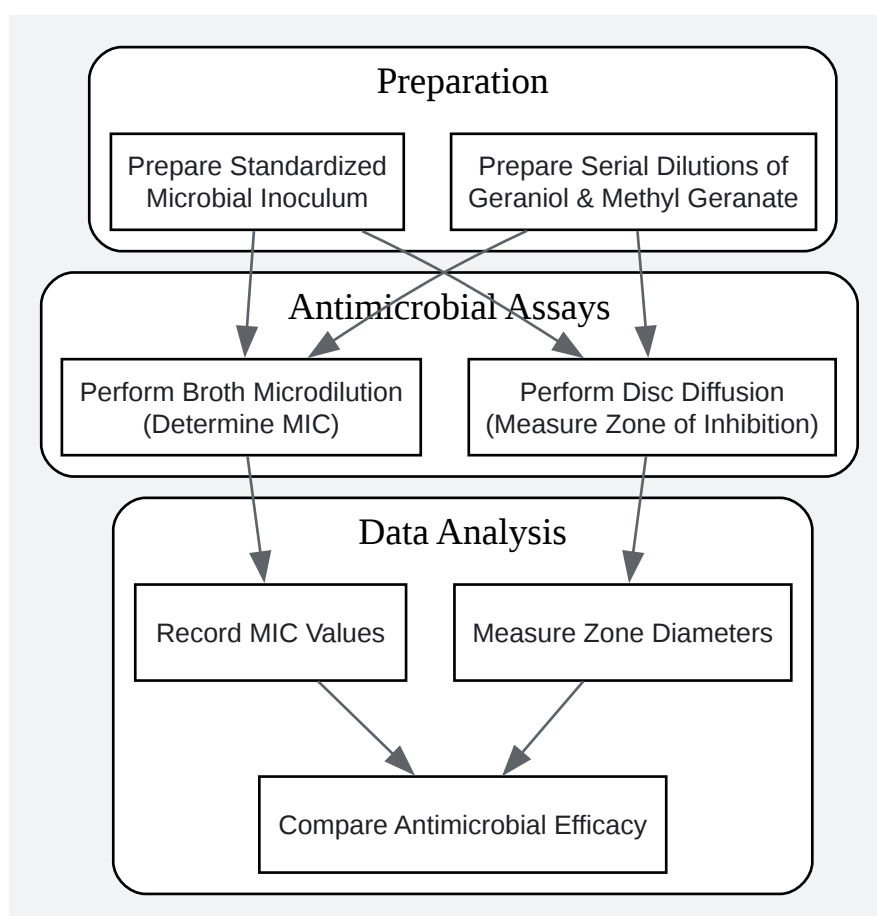 Preparation
Prepare Standardized
Microbial Inoculum
Prepare Serial Dilutions of
Geraniol & Methyl Geranate
Antimicrobial Assays
Perform Broth Microdilution
(Determine MIC)
Perform Disc Diffusion
(Measure Zone of Inhibition)
Data Analysis
Record MIC Values
Measure Zone Diameters
Compare Antimicrobial Efficacy